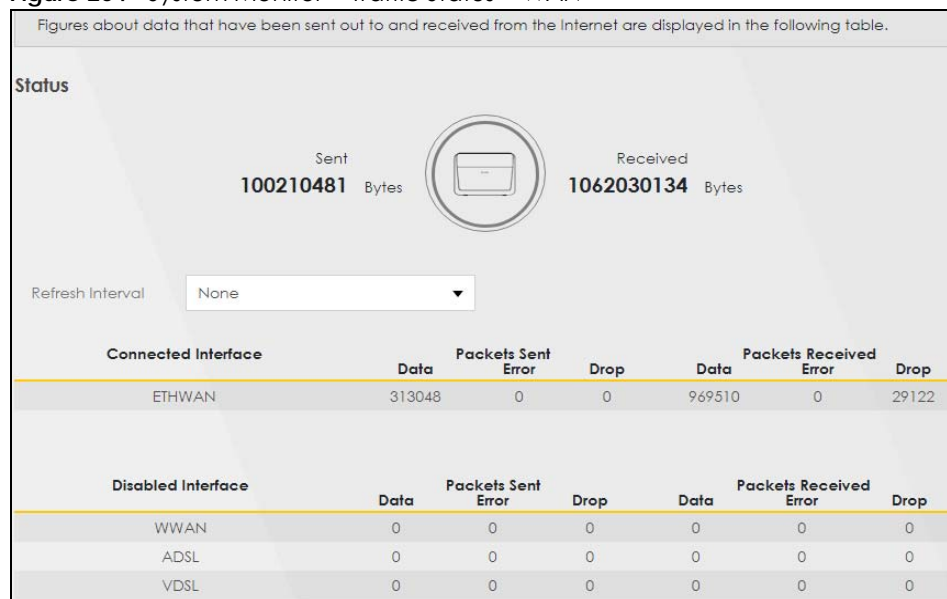 Figures about data that have been sent out to and received from the Internet are displayed in the following table.
Status
Sent
100210481 Bytes
Received
1062030134 Bytes
Refresh Interval None
Connected Interface Packets Sent Packets Received
Data Error Drop Data Error Drop
ETHWAN 313048 0 0 969510 0 29122
Disabled Interface Packets Sent Packets Received
Data Error Drop Data Error Drop
WWAN 0 0 0 0 0 0
ADSL 0 0 0 0 0 0
VDSL 0 0 0 0 0 0